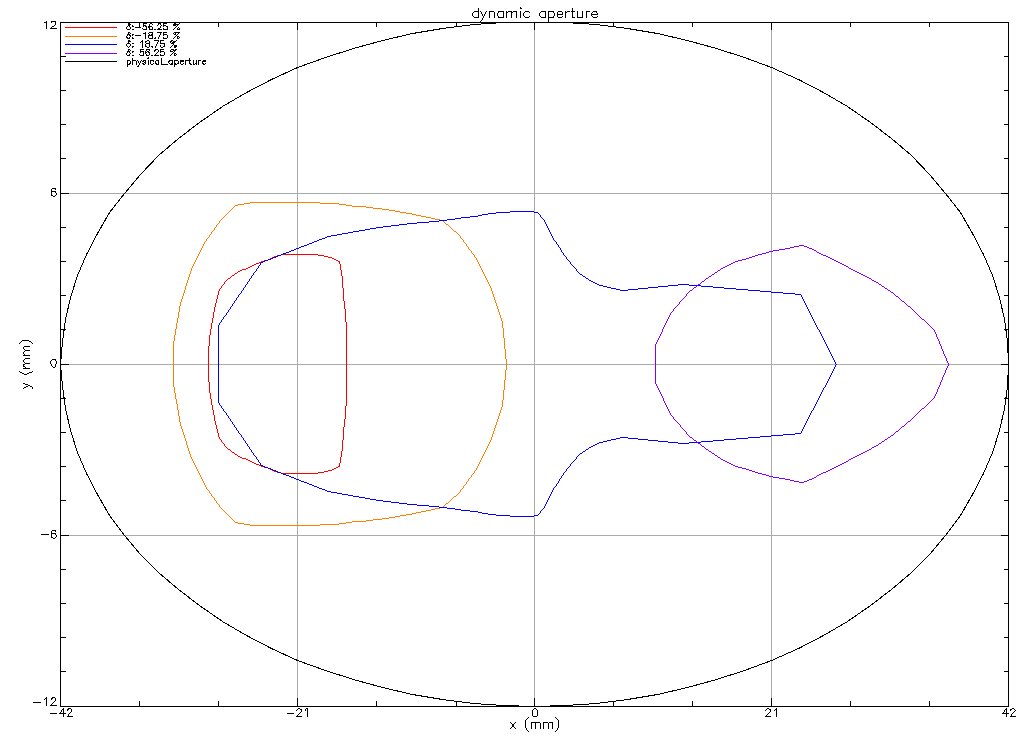 dynamic aperture
δ:-56.25 %
δ:-18.75 %
δ: 18.75 %
δ: 56.25 %
physical_aperture
12
6
0
-6
-12
y (mm)
-42 -21 0 21 42
x (mm)